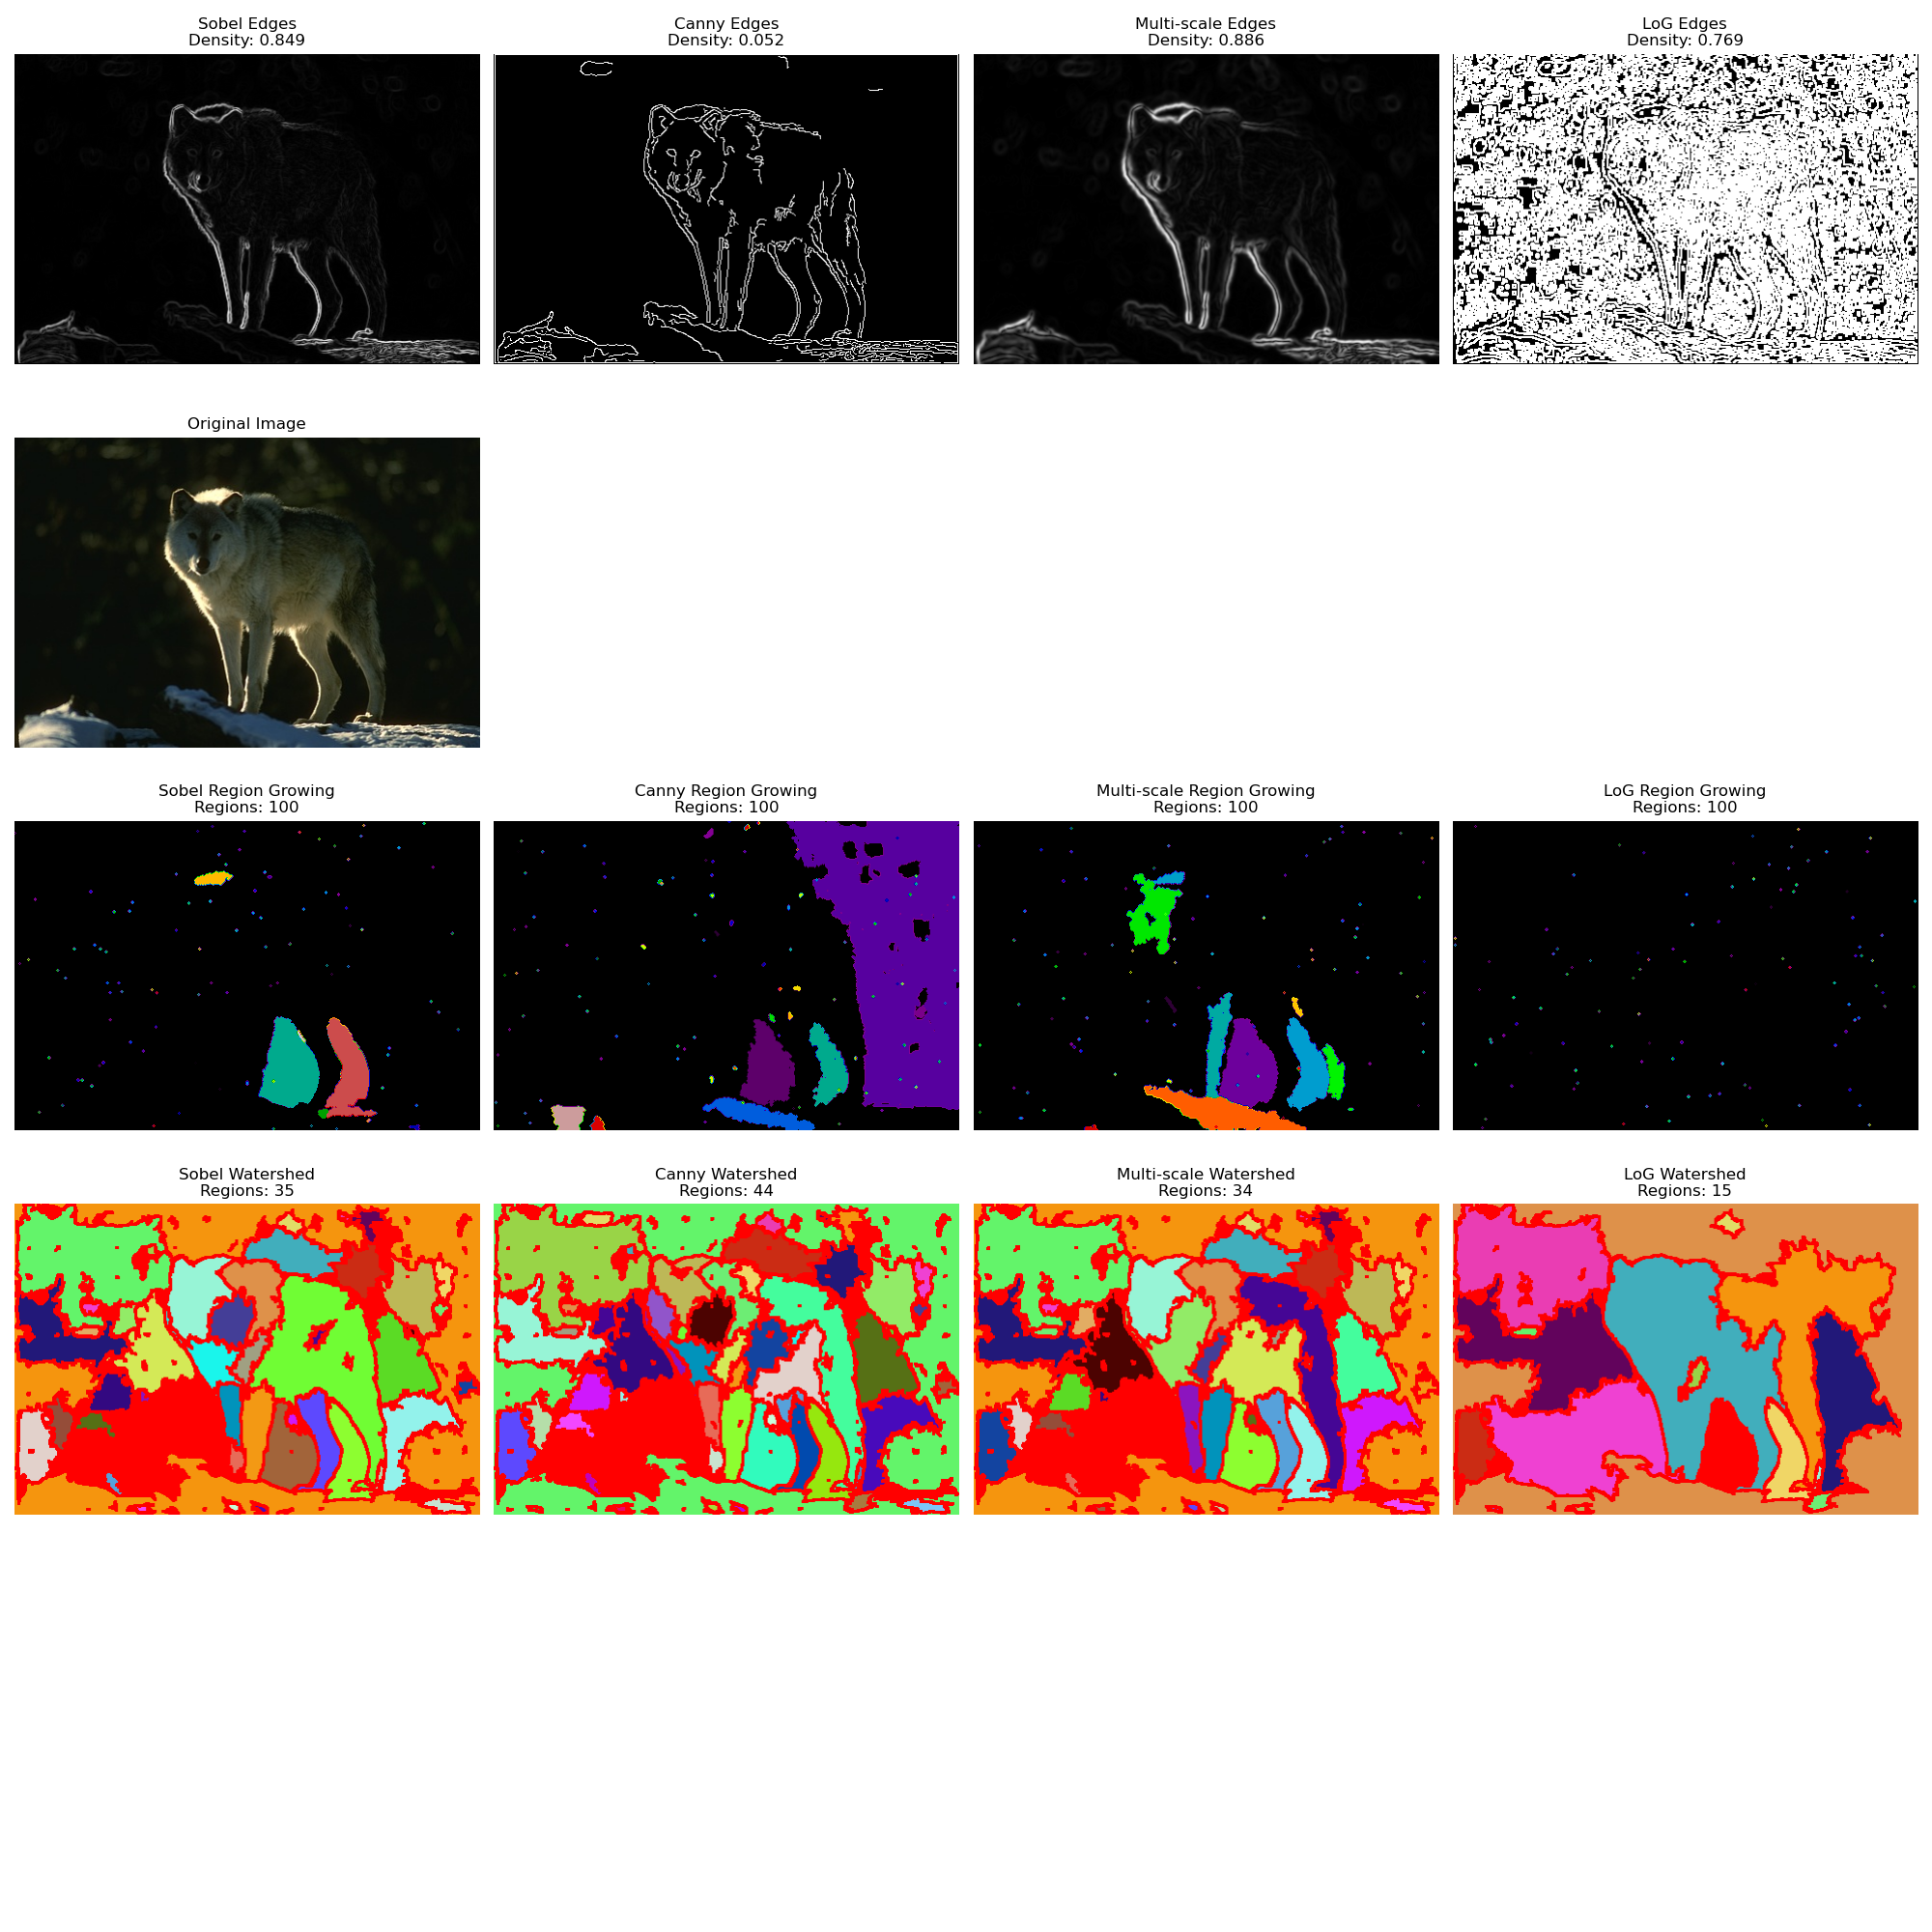 Sobel Edges
Density: 0.849
Canny Edges
Density: 0.052
Multi-scale Edges
Density: 0.886
LoG Edges
Density: 0.769
Original Image
Sobel Region Growing
Regions: 100
Canny Region Growing
Regions: 100
Multi-scale Region Growing
Regions: 100
LoG Region Growing
Regions: 100
Sobel Watershed
Regions: 35
Canny Watershed
Regions: 44
Multi-scale Watershed
Regions: 34
LoG Watershed
Regions: 15